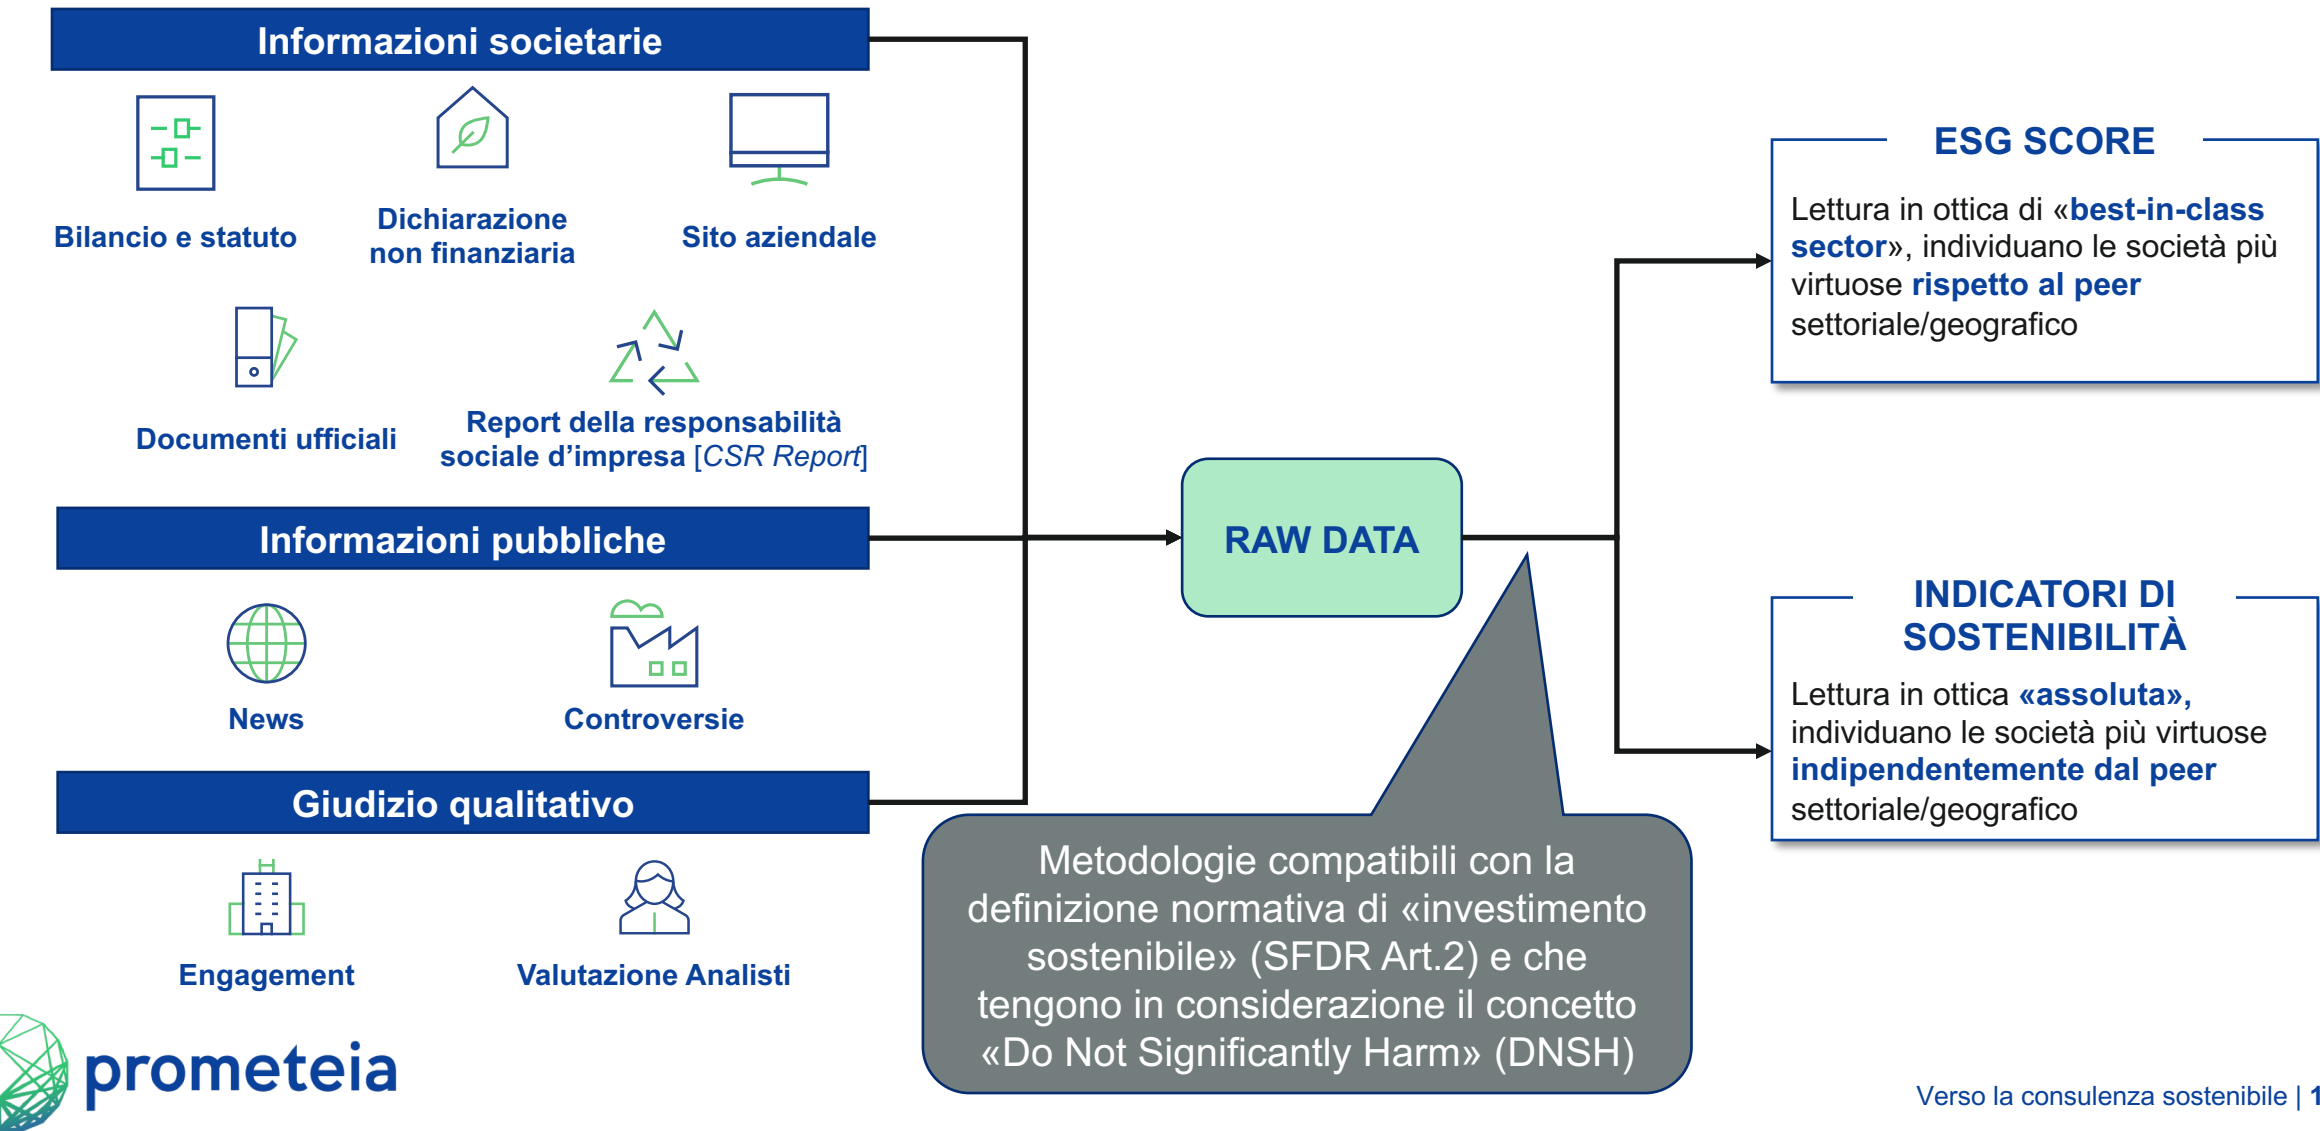 Informazioni societarie
Bilancio e statuto
Dichiarazione
non finanziaria
Sito aziendale
Documenti ufficiali
Report della responsabilità
sociale d'impresa [CSR Report]
Informazioni pubbliche
News
Controversie
Giudizio qualitativo
Engagement
Valutazione Analisti
RAW DATA
Metodologie compatibili con la
definizione normativa di «investimento
sostenibile» (SFDR Art.2) e che
tengono in considerazione il concetto
«Do Not Significantly Harm» (DNSH)
ESG SCORE
Lettura in ottica di «best-in-class
sector», individuano le società più
virtuose rispetto al peer
settoriale/geografico
INDICATORI DI
SOSTENIBILITÀ
Lettura in ottica «assoluta»,
individuano le società più virtuose
indipendentemente dal peer
settoriale/geografico
prometeia
Verso la consulenza sostenibile | 1